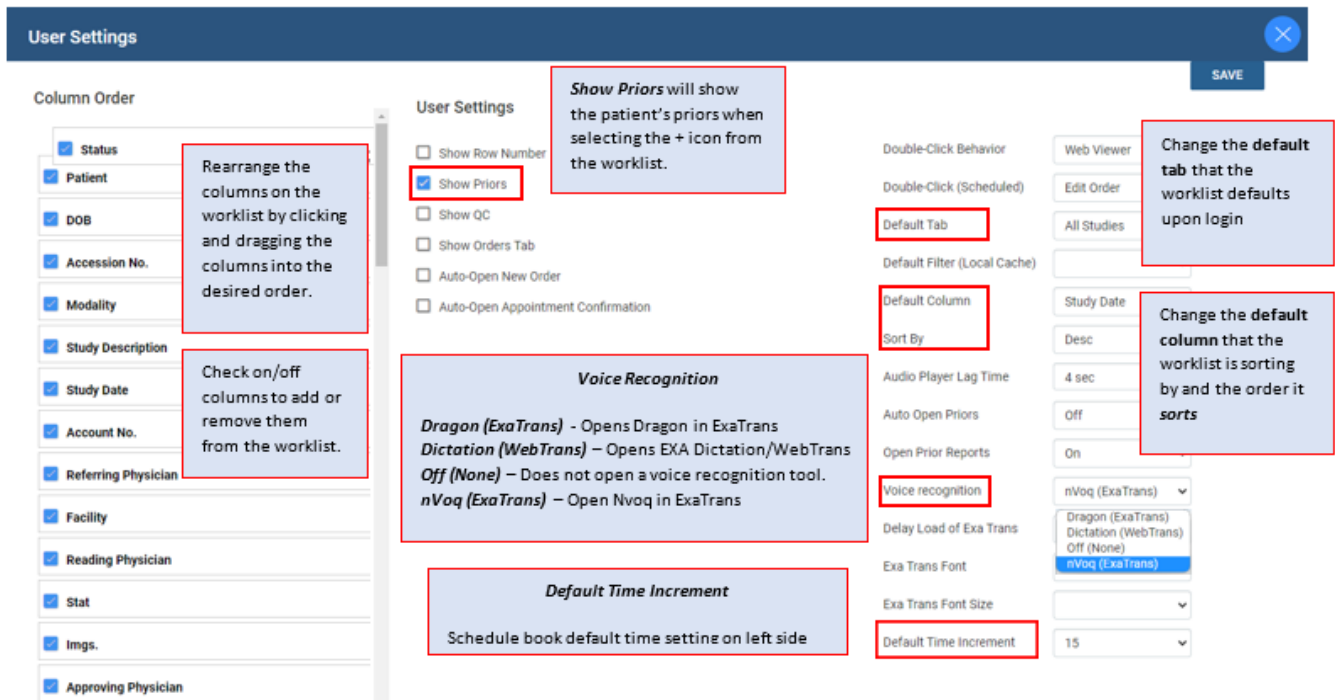 User Settings
SAVE
Column Order
Status
Patient
DOB
Accession No.
Modality
Study Description
Study Date
Account No.
Referring Physician
Facility
Reading Physician
Stat
Imgs.
Approving Physician
Rearrange the
columns on the
worklist by clicking
and dragging the
columns into the
desired order.
Check on/off
columns to add or
remove them
from the worklist.
User Settings
Show Row Number
Show Priors
Show QC
Show Orders Tab
Auto-Open New Order
Auto-Open Appointment Confirmation
Show Priors will show
the patient's priors when
selecting the + icon from
the worklist.
Voice Recognition
Dragon (ExaTrans) - Opens Dragon in ExaTrans
Dictation (WebTrans) – Opens EXA Dictation/WebTrans
Off (None) – Does not open a voice recognition tool.
nVoq (ExaTrans) – Open Nvoq in ExaTrans
Default Time Increment
Schedule book default time setting on left side
Double-Click Behavior Web Viewer
Double-Click (Scheduled) Edit Order
Default Tab All Studies
Default Filter (Local Cache)
Default Column Study Date
Sort By Desc
Audio Player Lag Time 4 sec
Auto Open Priors Off
Open Prior Reports On
Voice recognition nVoq (ExaTrans)
Dragon (ExaTrans)
Dictation (WebTrans)
Off (None)
nVoq (ExaTrans)
Delay Load of Exa Trans
Exa Trans Font
Exa Trans Font Size
Default Time Increment 15
Change the default
tab that the
worklist defaults
upon login
Change the default
column that the
worklist is sorting
by and the order it
sorts